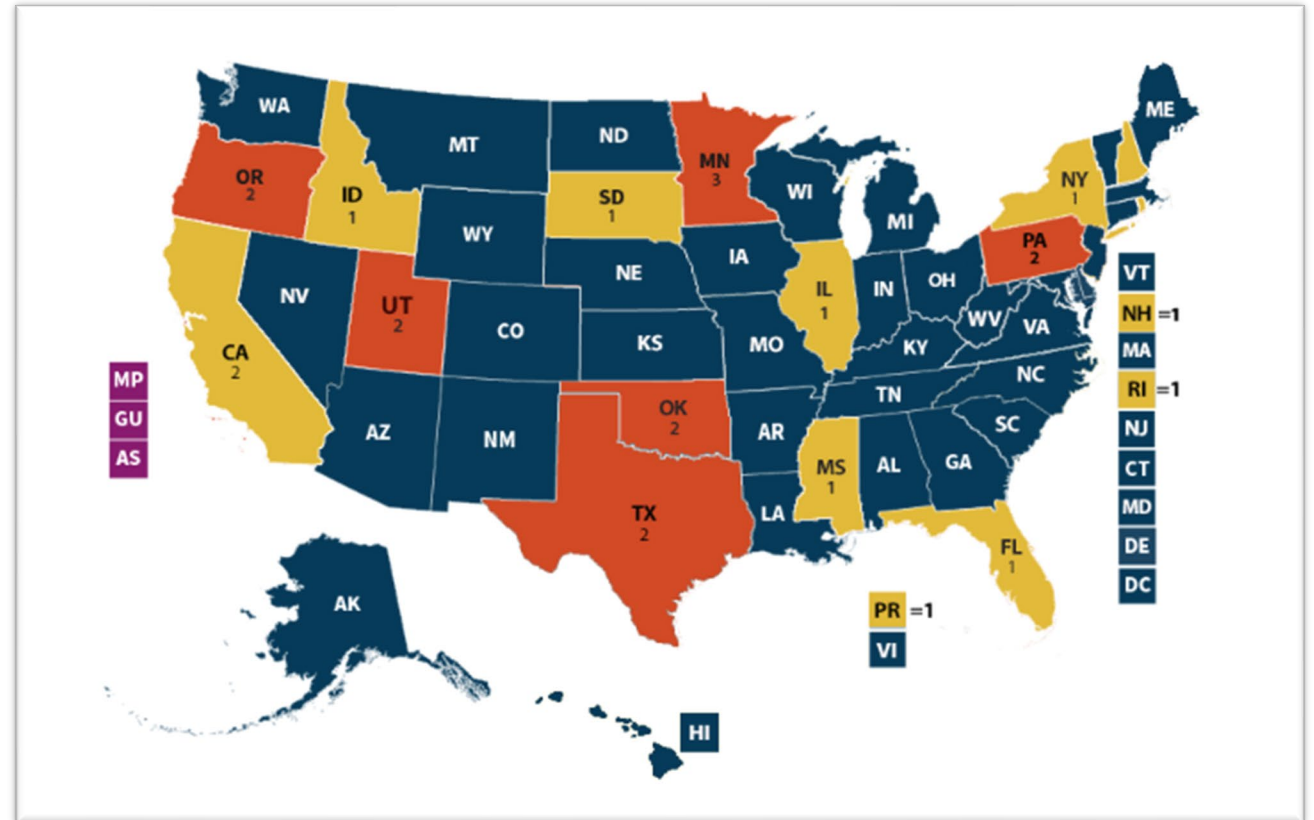 WA
MT
ND
MN
3
ME
OR
2
ID
1
SD
1
WI
NY
1
MI
WY
PA
2
IA
NE
NV
UT
2
IL
1
IN
OH
VT
CO
KS
MO
WV
VA
KY
NH =1
CA
2
MA
MP
NC
TN
RI =1
GU
OK
2
AZ
NM
AR
SC
NJ
AS
MS
1
AL
GA
CT
TX
2
LA
MD
FL
1
DE
AK
DC
PR =1
VI
HI